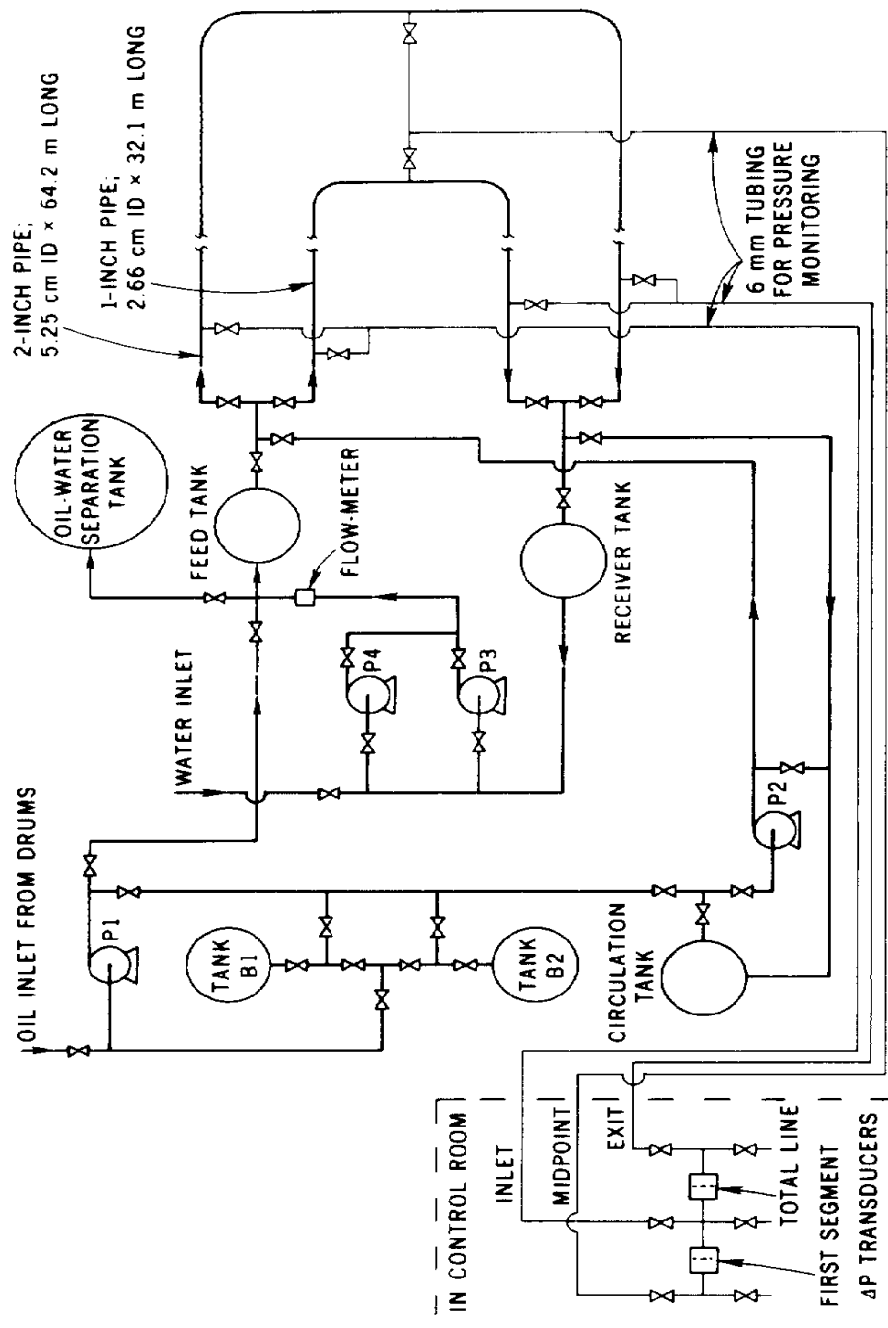 2-INCH PIPE;
5.25 cm ID × 64.2 m LONG
1-INCH PIPE;
2.66 cm ID × 32.1 m LONG
OIL-WATER
SEPARATION
TANK
FEED TANK
FLOW-METER
6 mm TUBING
FOR PRESSURE
MONITORING
RECEIVER TANK
WATER INLET
P4
P3
OIL INLET FROM DRUMS
P1
P2
TANK
B1
TANK
B2
CIRCULATION
TANK
IN CONTROL ROOM
INLET
MIDPOINT
EXIT
TOTAL LINE
FIRST SEGMENT
ΔP TRANSDUCERS